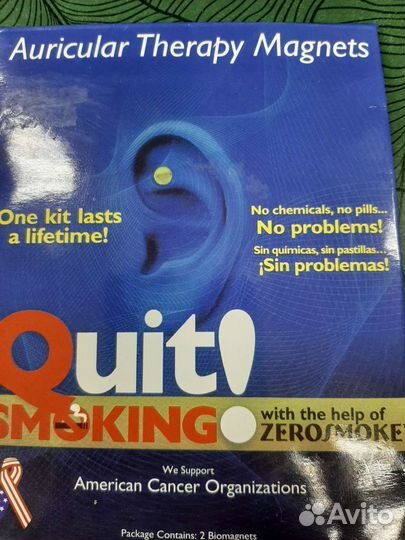 Auricular Therapy Magnets
One kit lasts
a lifetime!
No chemicals, no pills...
No problems!
Sin químicas, sin pastillas...
¡Sin problemas!
Quit!
SMOKING
with the help of
ZEROSMOKE
We Support
American Cancer Organizations
Package Contains: 2 Biomagnets
Avito